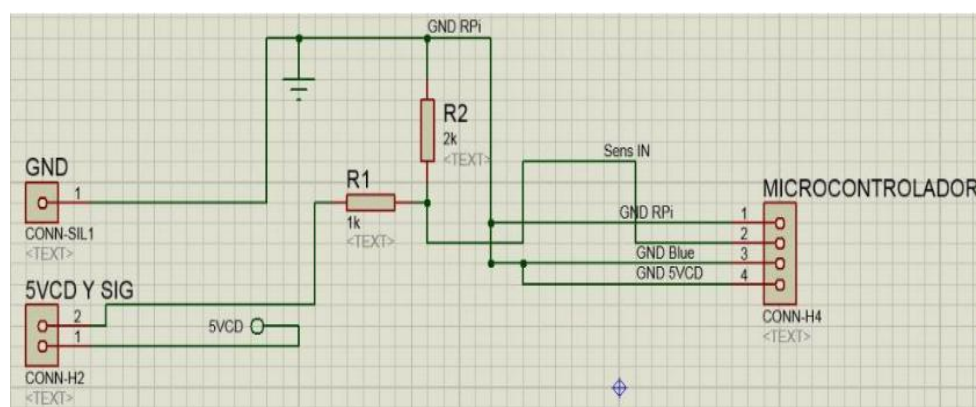 GND RPi
R2
2k
<TEXT>
Sens IN
GND
1
CONN-SIL1
<TEXT>
R1
1k
<TEXT>
MICROCONTROLADOR
GND RPi
GND Blue
GND 5VCD
1
2
3
4
CONN-H4
<TEXT>
5VCD Y SIG
2
1
5VCD
CONN-H2
<TEXT>